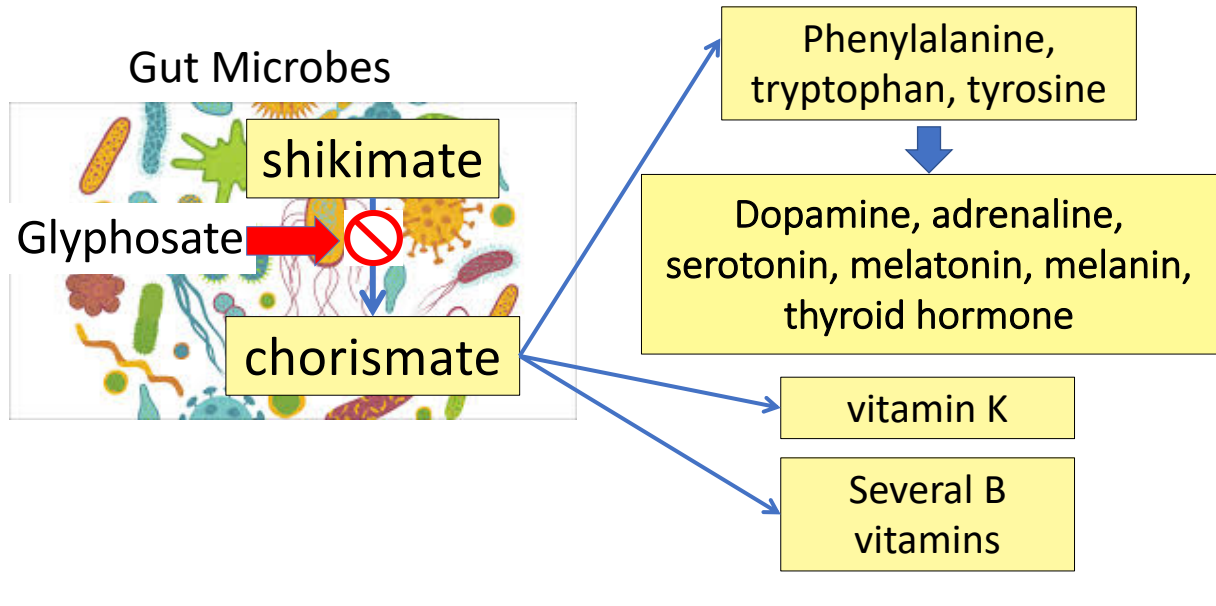 Gut Microbes
shikimate
Glyphosate
chorismate
Phenylalanine,
tryptophan, tyrosine
Dopamine, adrenaline,
serotonin, melatonin, melanin,
thyroid hormone
vitamin K
Several B
vitamins